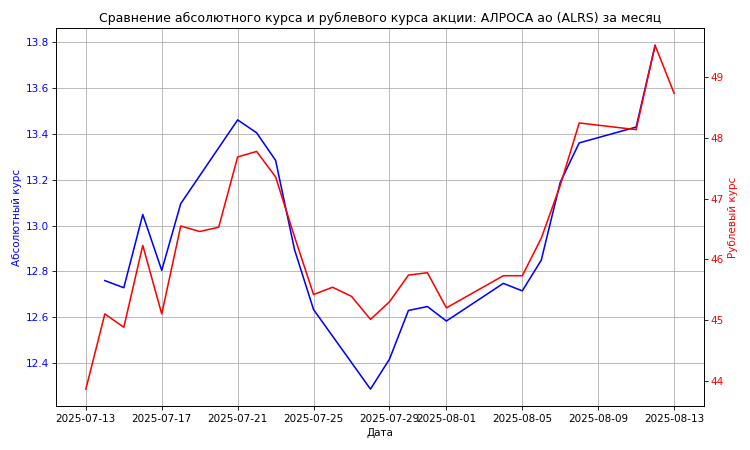 Сравнение абсолютного курса и рублевого курса акции: АЛРОСА ао (ALRS) за месяц
13.8
13.6
13.4
13.2
13.0
12.8
12.6
12.4
Абсолютный курс
49
48
47
46
45
44
Рублевый курс
2025-07-13 2025-07-17 2025-07-21 2025-07-25 2025-07-29 2025-08-01 2025-08-05 2025-08-09 2025-08-13
Дата